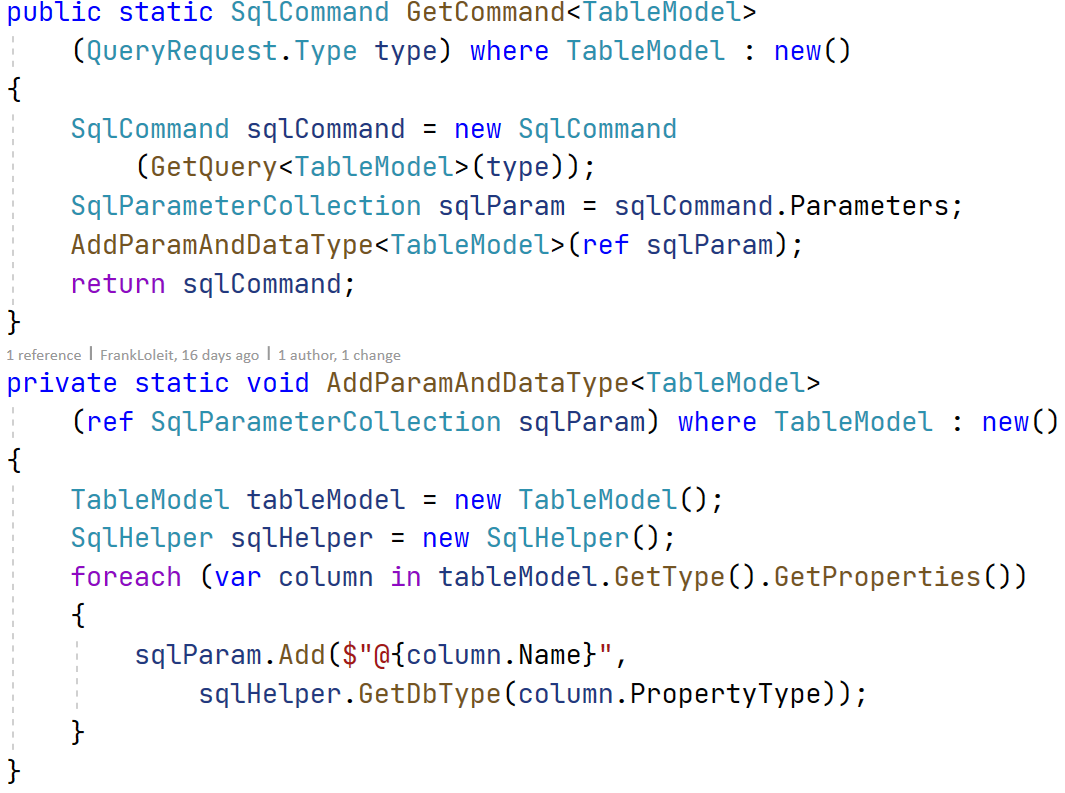 public static SqlCommand GetCommand<TableModel>
    (QueryRequest.Type type) where TableModel : new()
{
    SqlCommand sqlCommand = new SqlCommand
        (GetQuery<TableModel>(type));
    SqlParameterCollection sqlParam = sqlCommand.Parameters;
    AddParamAndDataType<TableModel>(ref sqlParam);
    return sqlCommand;
}
1 reference | FrankLoleit, 16 days ago | 1 author, 1 change
private static void AddParamAndDataType<TableModel>
    (ref SqlParameterCollection sqlParam) where TableModel : new()
{
    TableModel tableModel = new TableModel();
    SqlHelper sqlHelper = new SqlHelper();
    foreach (var column in tableModel.GetType().GetProperties())
    {
        sqlParam.Add($"@{column.Name}",
            sqlHelper.GetDbType(column.PropertyType));
    }
}